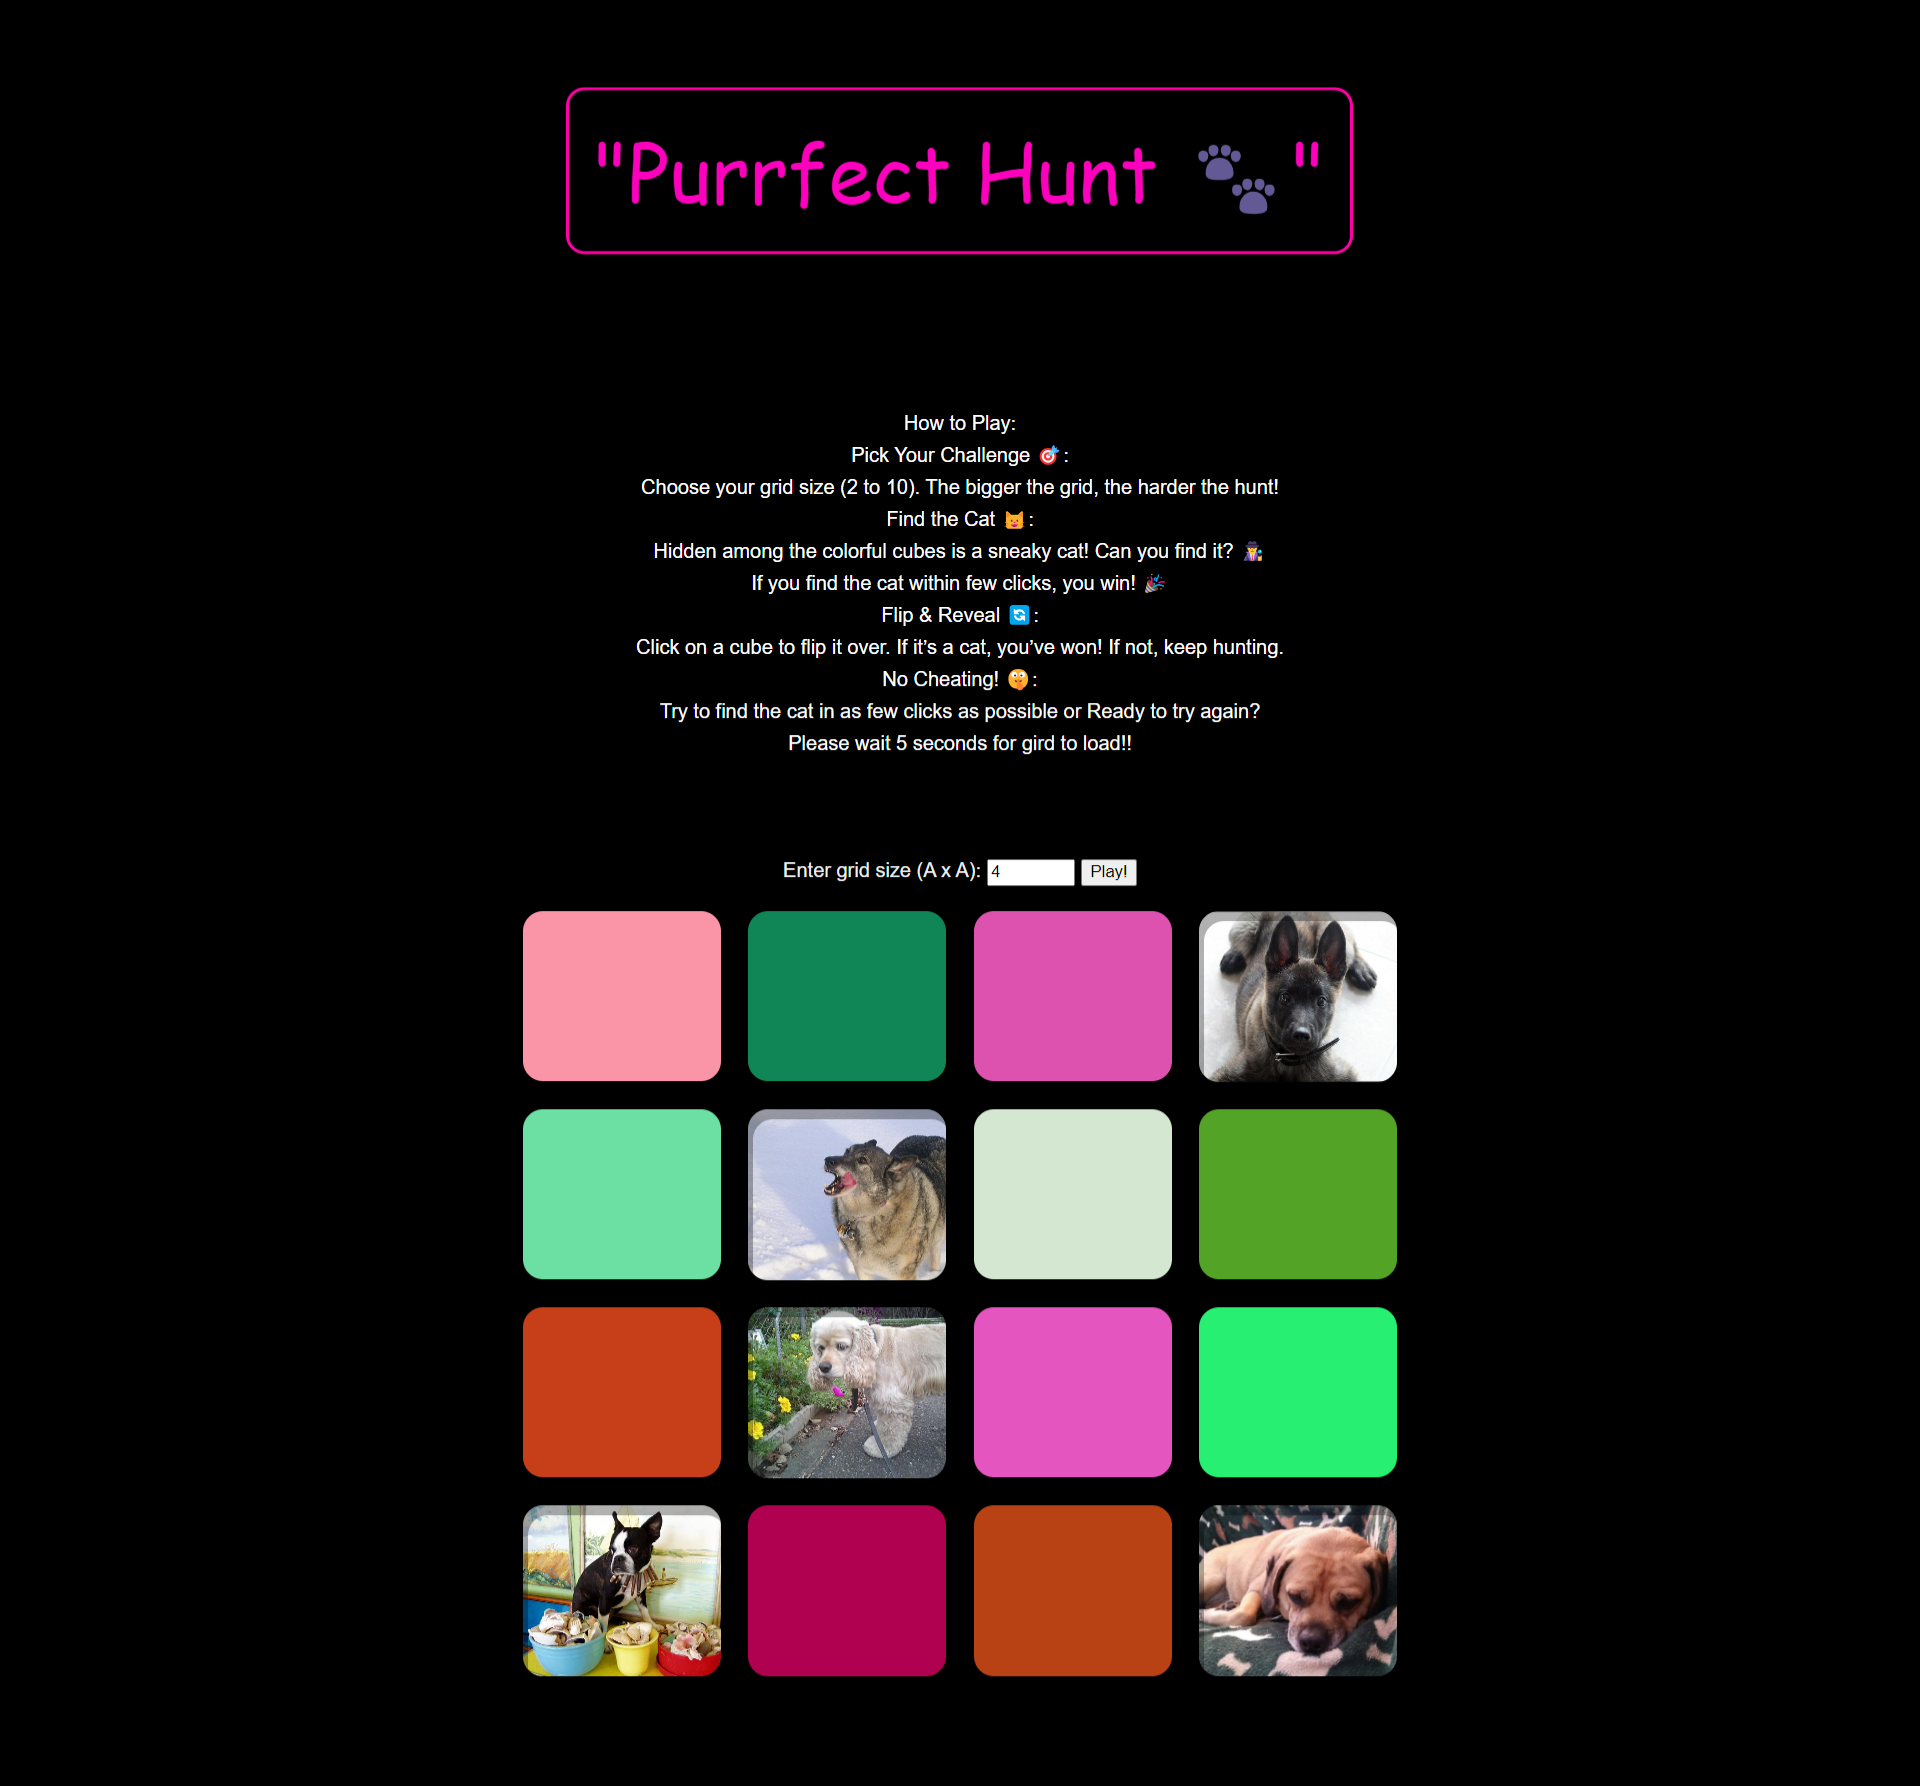 "Purrfect Hunt 🐾"
How to Play:
Pick Your Challenge 🎯:
Choose your grid size (2 to 10). The bigger the grid, the harder the hunt!
Find the Cat 🐱:
Hidden among the colorful cubes is a sneaky cat! Can you find it? 🕵️‍♀️
If you find the cat within few clicks, you win! 🎉
Flip & Reveal 🔄:
Click on a cube to flip it over. If it’s a cat, you’ve won! If not, keep hunting.
No Cheating! 🤫:
Try to find the cat in as few clicks as possible or Ready to try again?
Please wait 5 seconds for gird to load!!
Enter grid size (A x A): 4 Play!